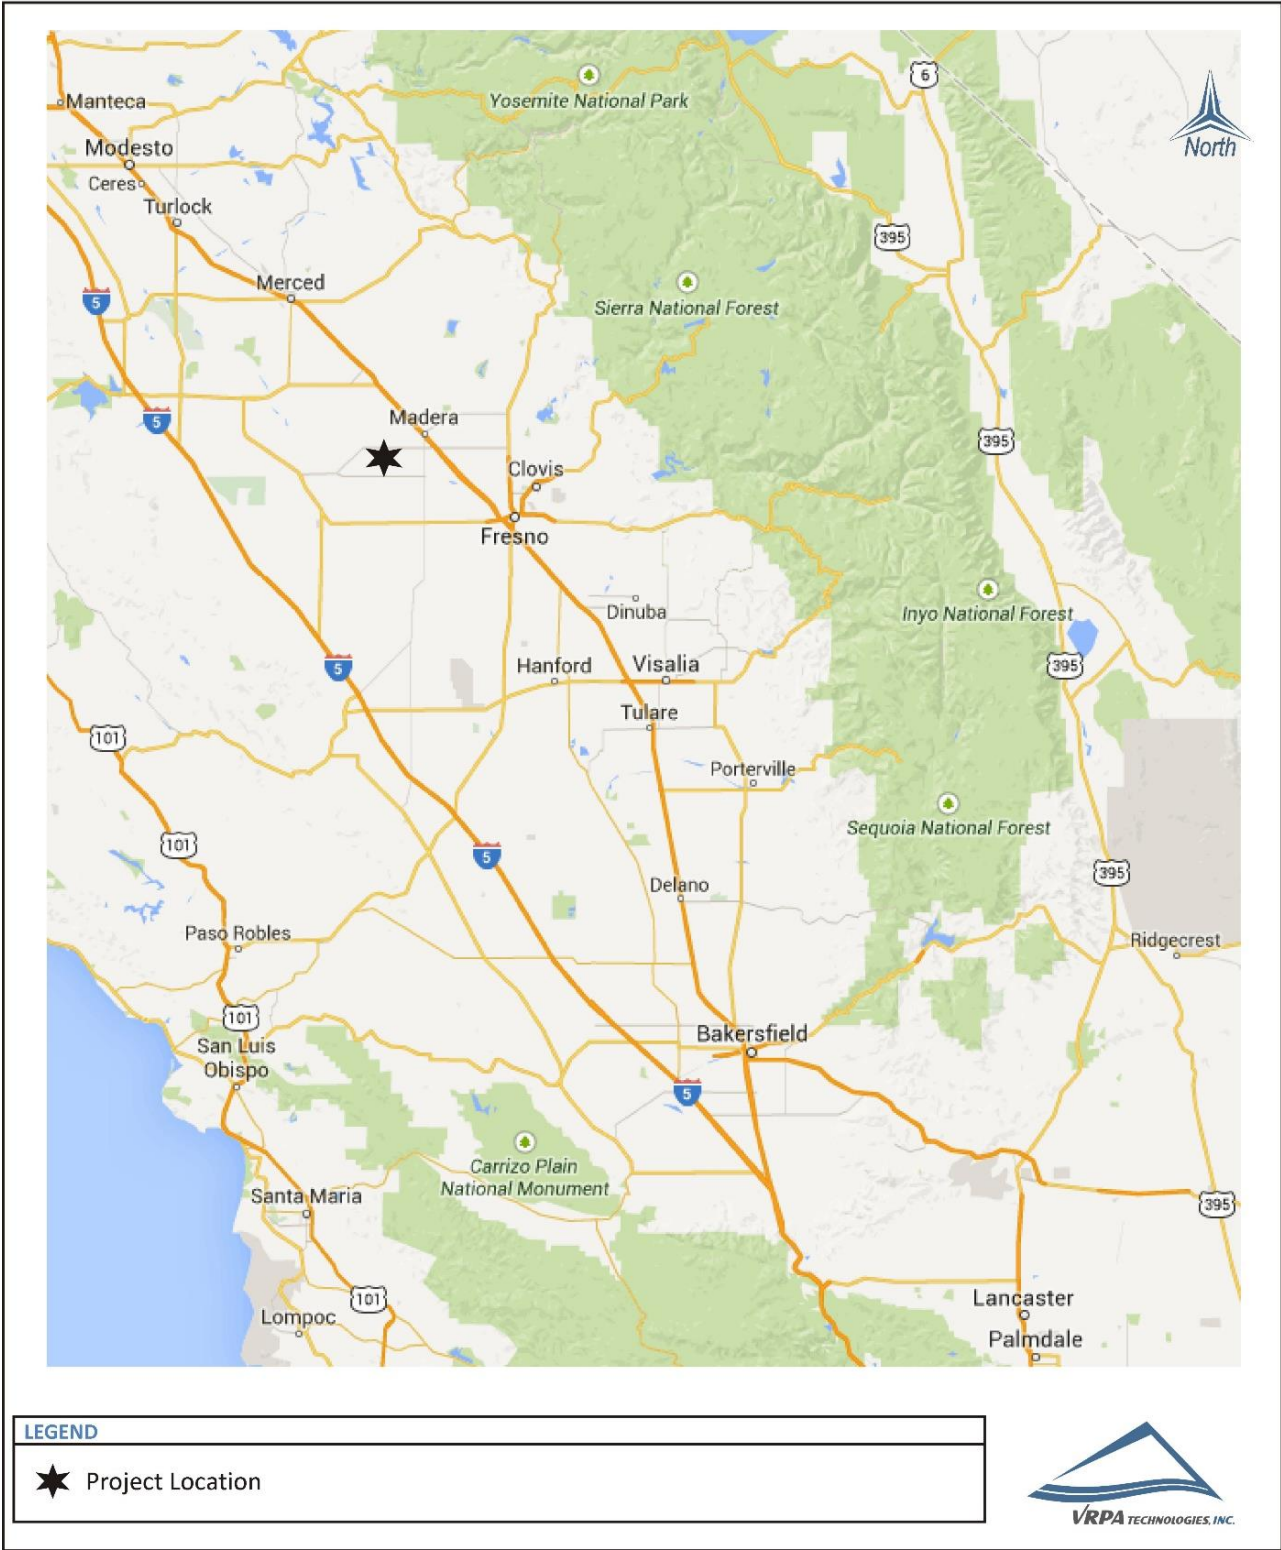 6
Manteca
Yosemite National Park
North
Modesto
Ceres
Turlock
395
Merced
5
Sierra National Forest
5
Madera
395
Clovis
Fresno
Dinuba
Inyo National Forest
5
Hanford
Visalia
395
Tulare
101
Porterville
Sequoia National Forest
101
5
395
Delano
Paso Robles
Ridgecrest
101
San Luis
Obispo
Bakersfield
5
Carrizo Plain
National Monument
Santa Maria
395
101
Lompoc
Lancaster
Palmdale
LEGEND
Project Location
VRPA TECHNOLOGIES, INC.